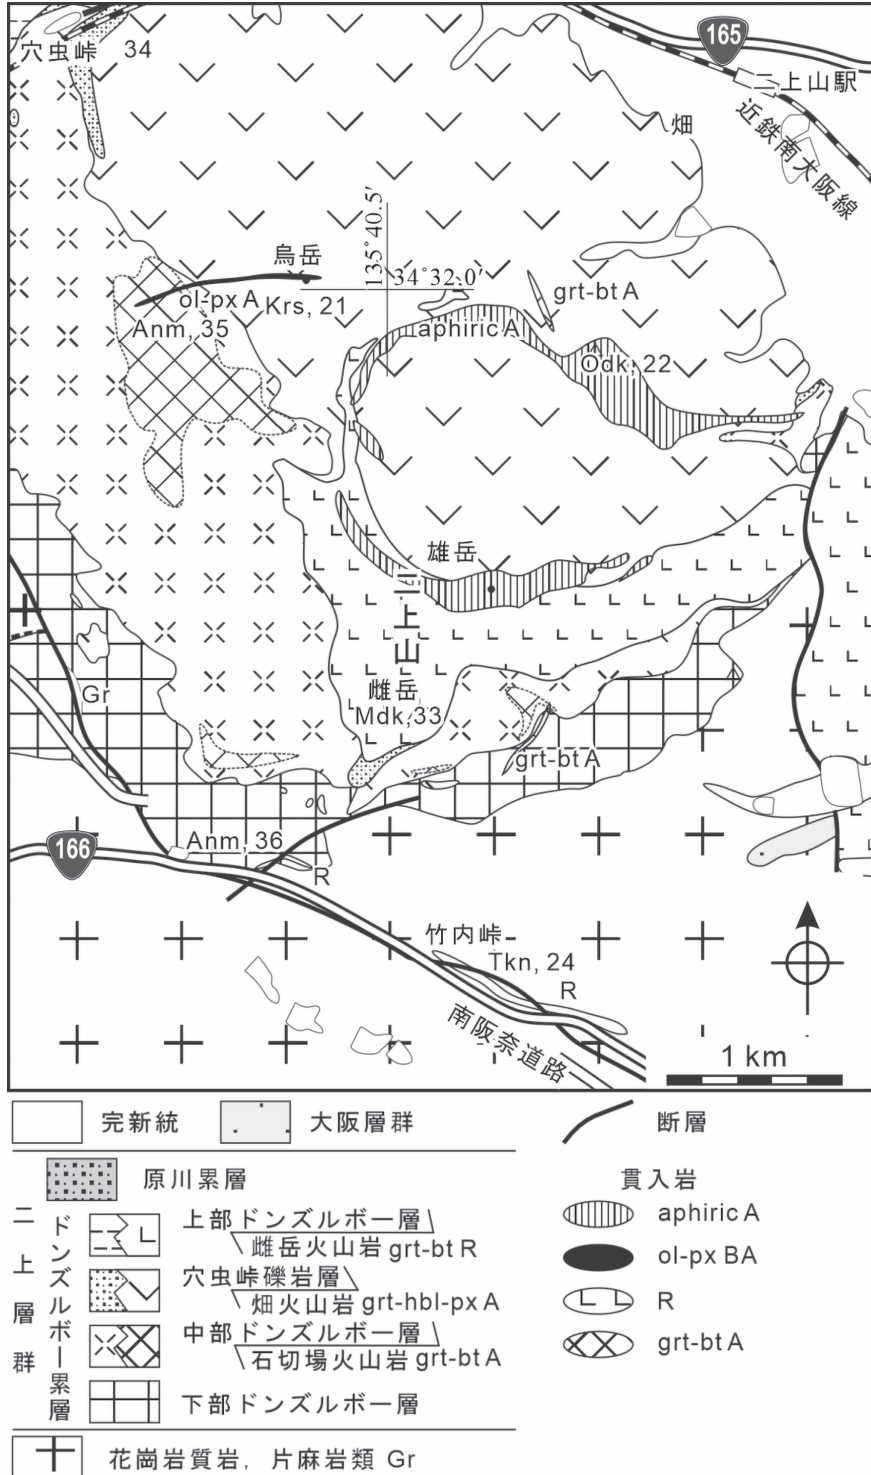 165
穴虫峠 34
二上山駅
近鉄南大阪線
畑
135°40.5′
34°32.0′
烏岳
ol-px A
Krs, 21
Anm, 35
grt-bt A
aphiric A
Odk, 22
雄岳
二上山
雌岳
Mdk,33
Gr
grt-bt A
Anm, 36
166
R
竹内峠
Tkn, 24
R
南阪奈道路
1 km
完新統
大阪層群
断層
二上層群
原川累層
ドンズルボー累層
上部ドンズルボー層
雌岳火山岩 grt-bt R
穴虫峠礫岩層
畑火山岩 grt-hbl-px A
中部ドンズルボー層
石切場火山岩 grt-bt A
下部ドンズルボー層
花崗岩質岩，片麻岩類 Gr
貫入岩
aphiric A
ol-px BA
R
grt-bt A